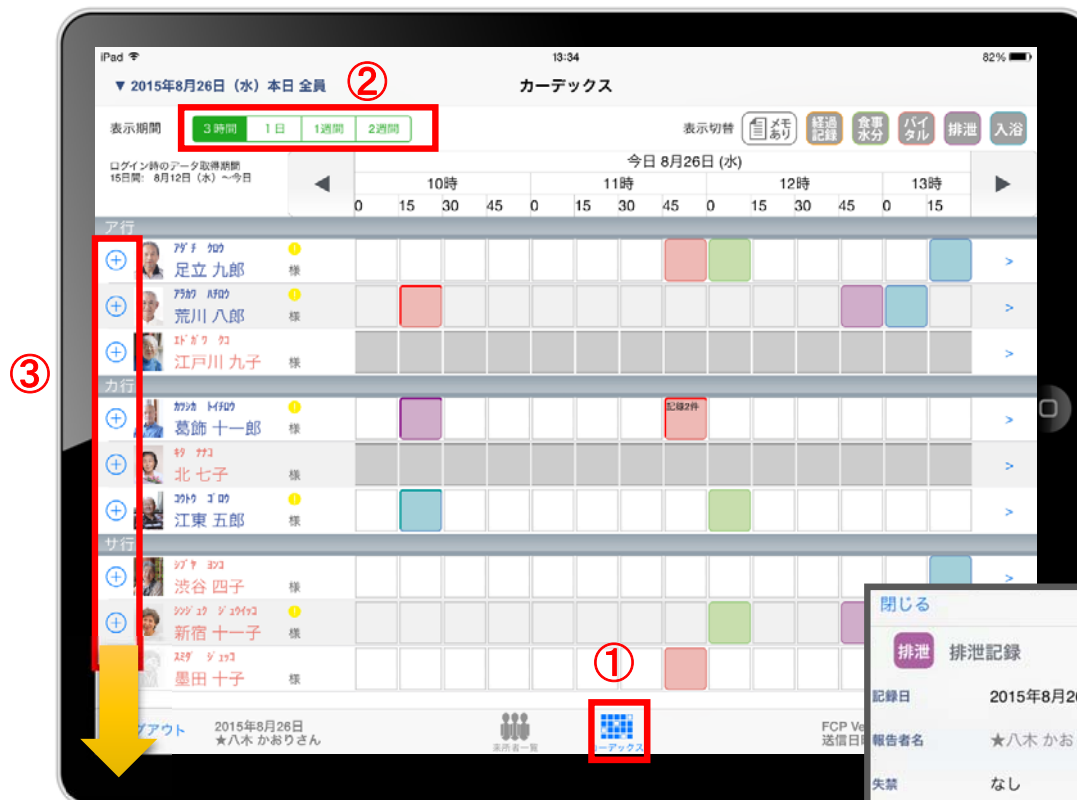 iPad 13:34 82%
▼ 2015年8月26日（水）本日 全員 ② カーデックス
表示期間 3時間 1日 1週間 2週間 表示切替 メモあり 経過記録 食事水分 バイタル 排泄 入浴
ログイン時のデータ取得期間
15日間: 8月12日（水）～今日
◀ 今日 8月26日 (水) ▶
10時 11時 12時 13時
0 15 30 45 0 15 30 45 0 15 30 45 0 15
ア行
ｱﾀﾞﾁ ｸﾛｳ
足立 九郎 様 >
ｱﾗｶﾜ ﾊﾁﾛｳ
荒川 八郎 様 >
③
ｴﾄﾞｶﾞﾜ ｸｺ
江戸川 九子 様 >
カ行
ｶﾂｼｶ ﾄｲﾁﾛｳ
葛飾 十一郎 様 記録2件 >
ｷﾀ ﾅﾅｺ
北 七子 様 >
ｺｳﾄｳ ｺﾞﾛｳ
江東 五郎 様 >
サ行
ｼﾌﾞﾔ ﾖﾝｺ
渋谷 四子 様 >
ｼﾝｼﾞｭｸ ｼﾞｭｳｲﾁｺ
新宿 十一子 様
ｽﾐﾀﾞ ｼﾞｭｳｺ
墨田 十子 様
①
グアウト 2015年8月26日
★八木 かおりさん
来所者一覧 カーデックス
FCP Ve
送信日
閉じる
排泄 排泄記録
記録日 2015年8月26
報告者名 ★八木 かお
失禁 なし